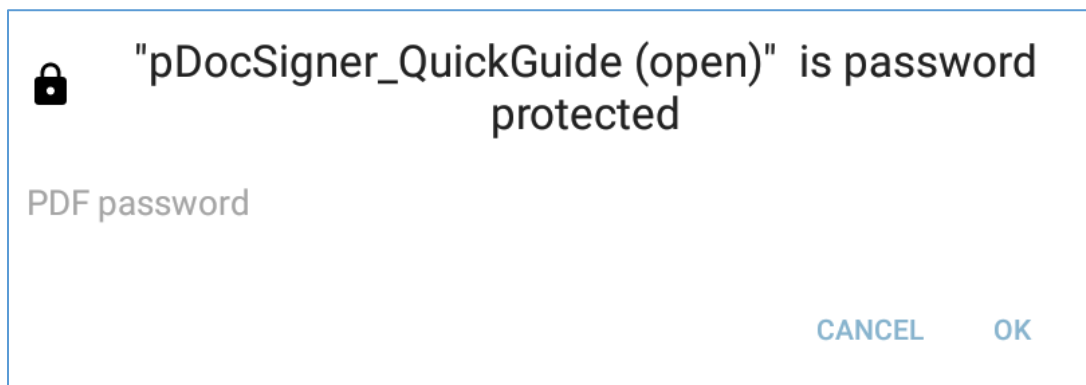 "pDocSigner_QuickGuide (open)"  is password
protected
PDF password
CANCEL OK